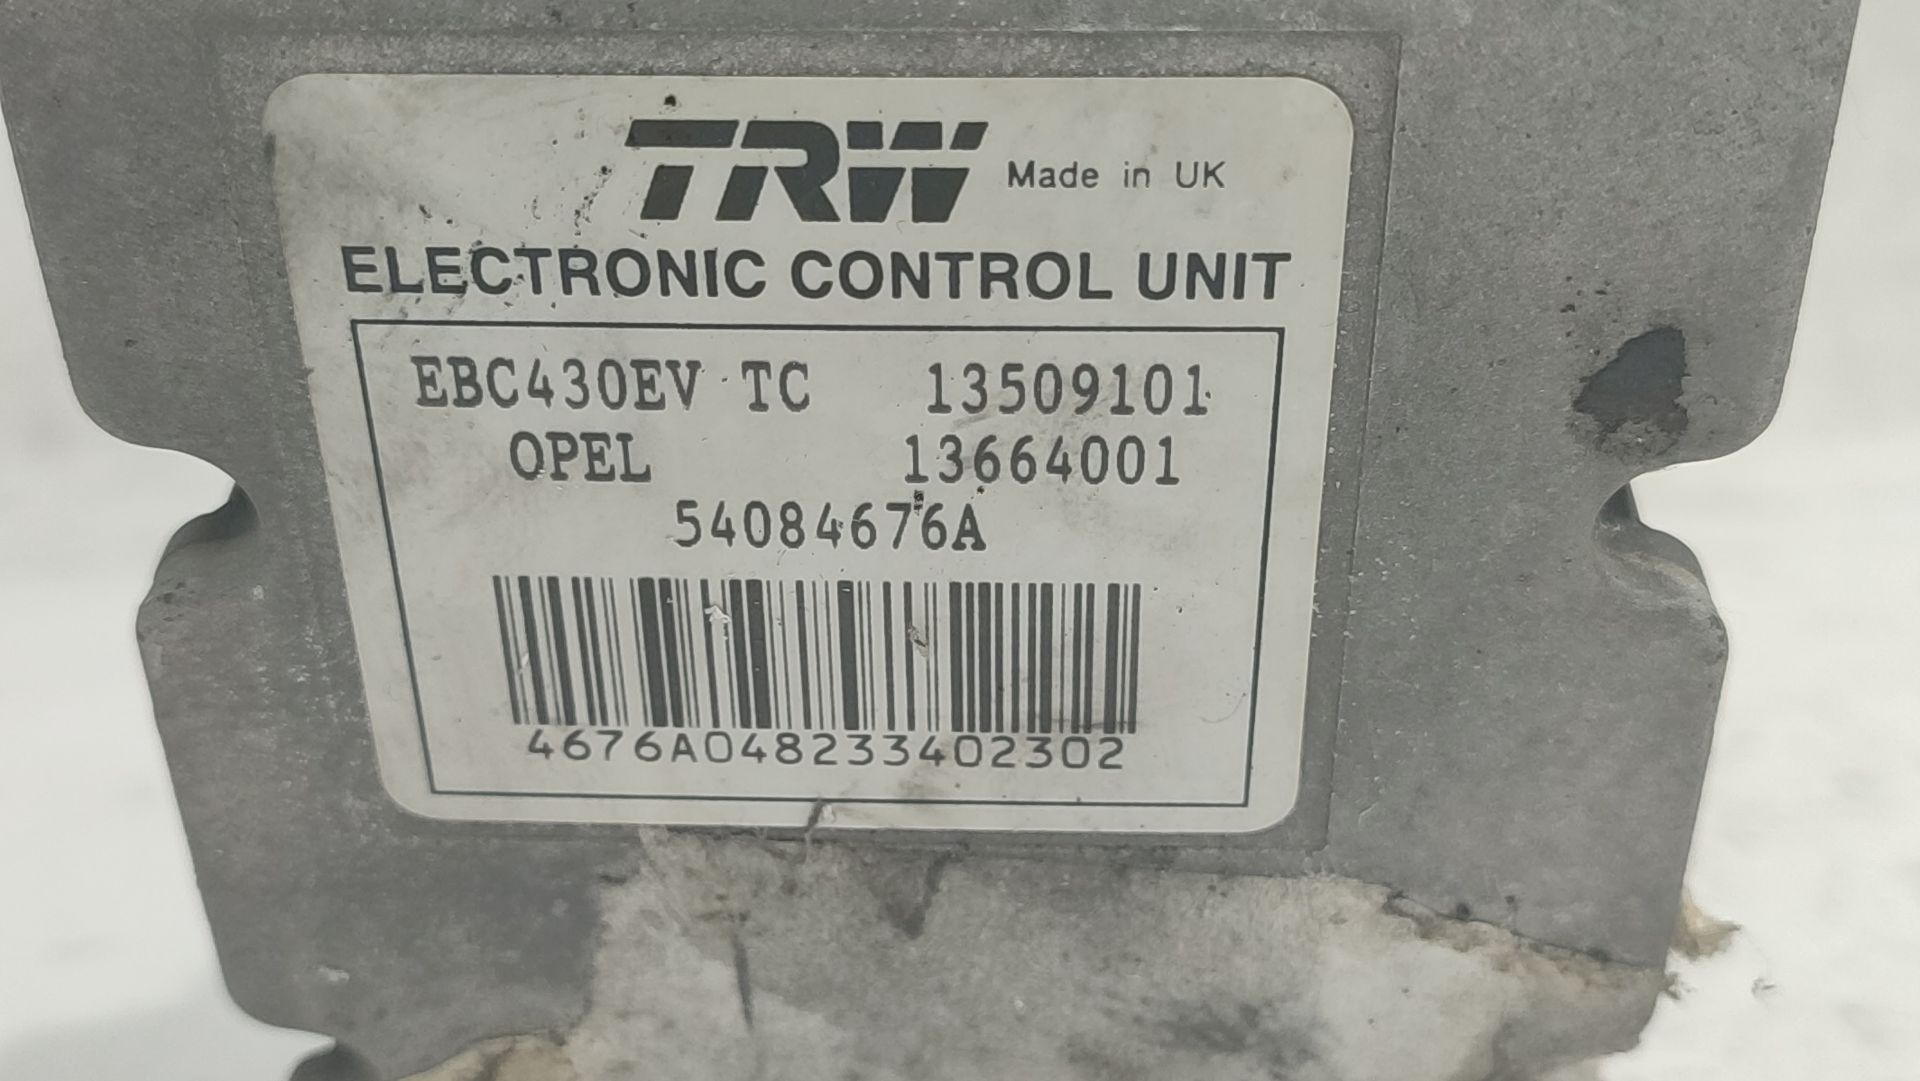 TRW Made in UK
ELECTRONIC CONTROL UNIT
EBC430EV TC 13509101
OPEL 13664001
54084676A
4676A048233402302